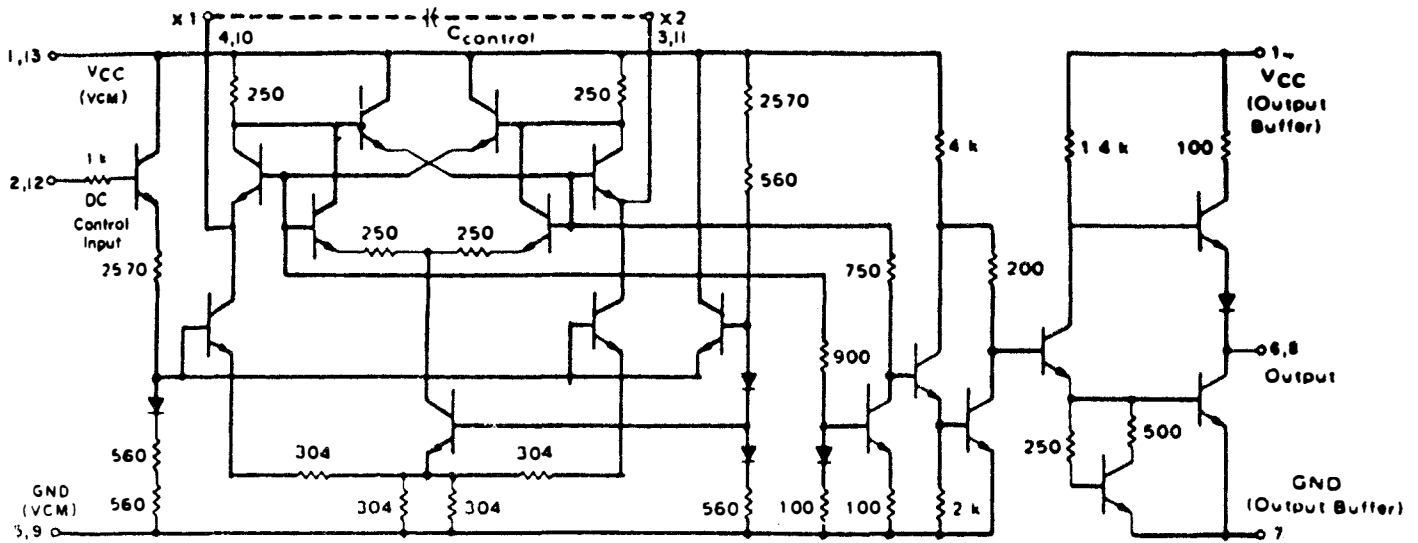 X1
X2
Ccontrol
4,10
3,11
1,13
VCC
(VCM)
250
250
2570
1k
2,12
DC
Control
Input
2570
560
4 k
1 4 k
100
VCC
(Output
Buffer)
250
250
750
200
900
6,8
Output
304
304
560
560
GND
(VCM)
304
304
560
100
100
2 k
250
500
GND
(Output Buffer)
7